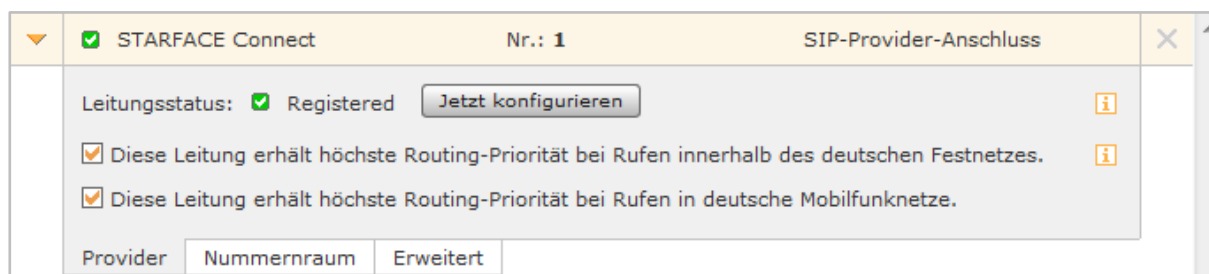 STARFACE Connect Nr.: 1 SIP-Provider-Anschluss
Leitungsstatus: Registered Jetzt konfigurieren
Diese Leitung erhält höchste Routing-Priorität bei Rufen innerhalb des deutschen Festnetzes.
Diese Leitung erhält höchste Routing-Priorität bei Rufen in deutsche Mobilfunknetze.
Provider Nummernraum Erweitert